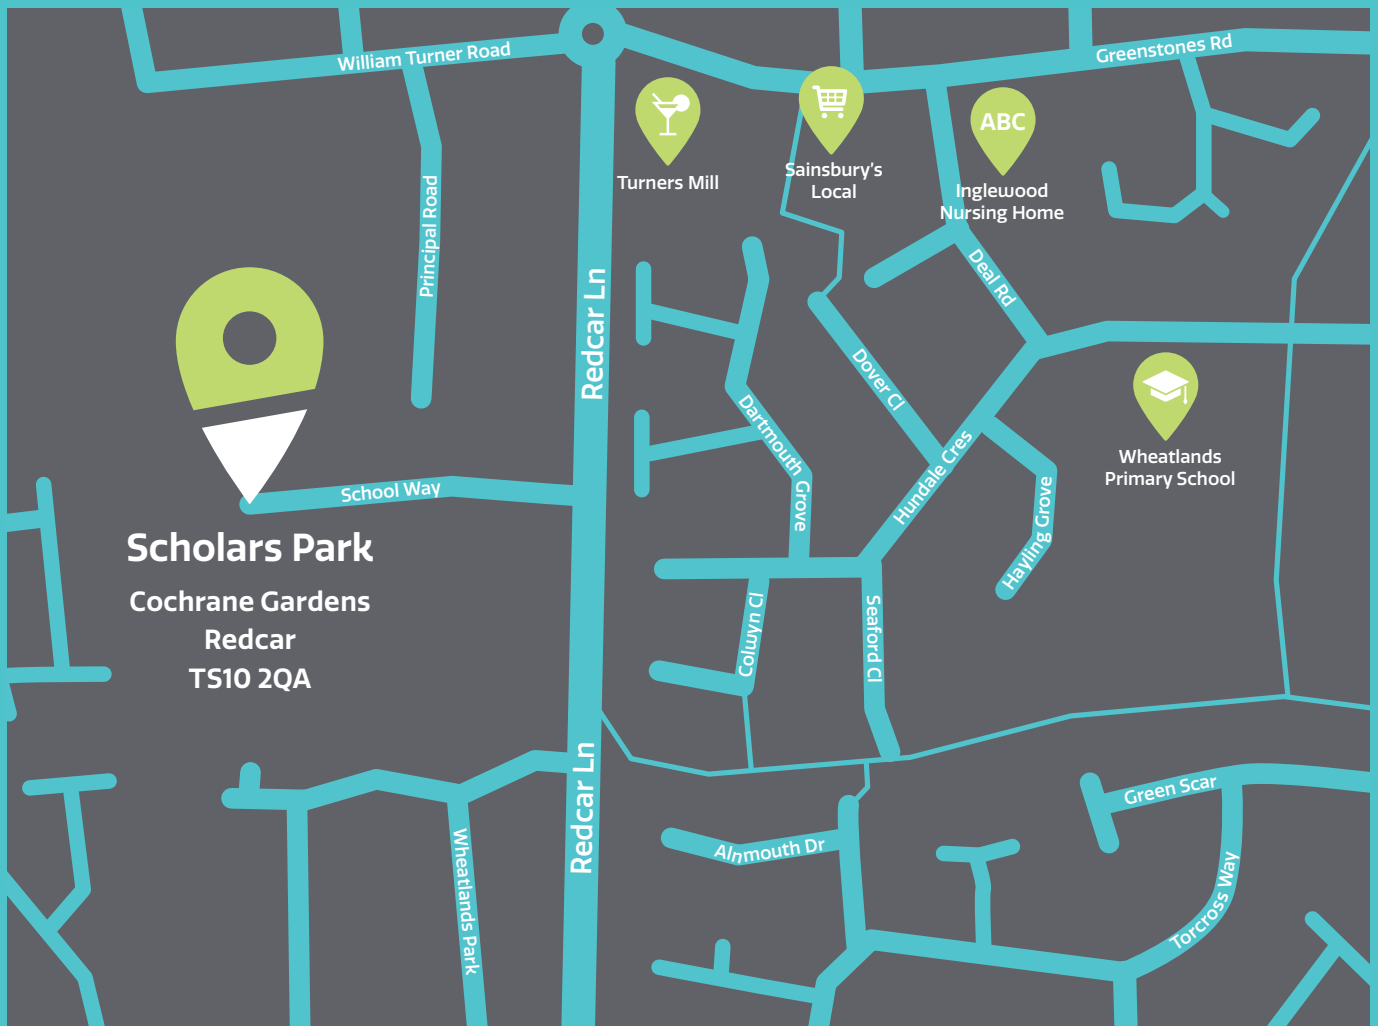 William Turner Road
Greenstones Rd
ABC
Turners Mill
Sainsbury's
Local
Inglewood
Nursing Home
Principal Road
Redcar Ln
Deal Rd
Dover Cl
Dartmouth Grove
Hundale Cres
Wheatlands
Primary School
School Way
Hayling Grove
Scholars Park
Cochrane Gardens
Redcar
TS10 2QA
Colwyn Cl
Seaford Cl
Redcar Ln
Green Scar
Alnmouth Dr
Wheatlands Park
Torcross Way